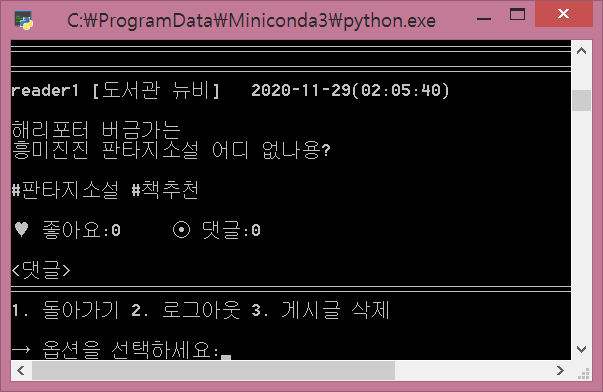 C:₩ProgramData₩Miniconda3₩python.exe
reader1 [도서관 뉴비]   2020-11-29(02:05:40)
해리포터 버금가는
흥미진진 판타지소설 어디 없나용?
#판타지소설 #책추천
♥ 좋아요:0     ⊙ 댓글:0
<댓글>
1. 돌아가기 2. 로그아웃 3. 게시글 삭제
→ 옵션을 선택하세요: